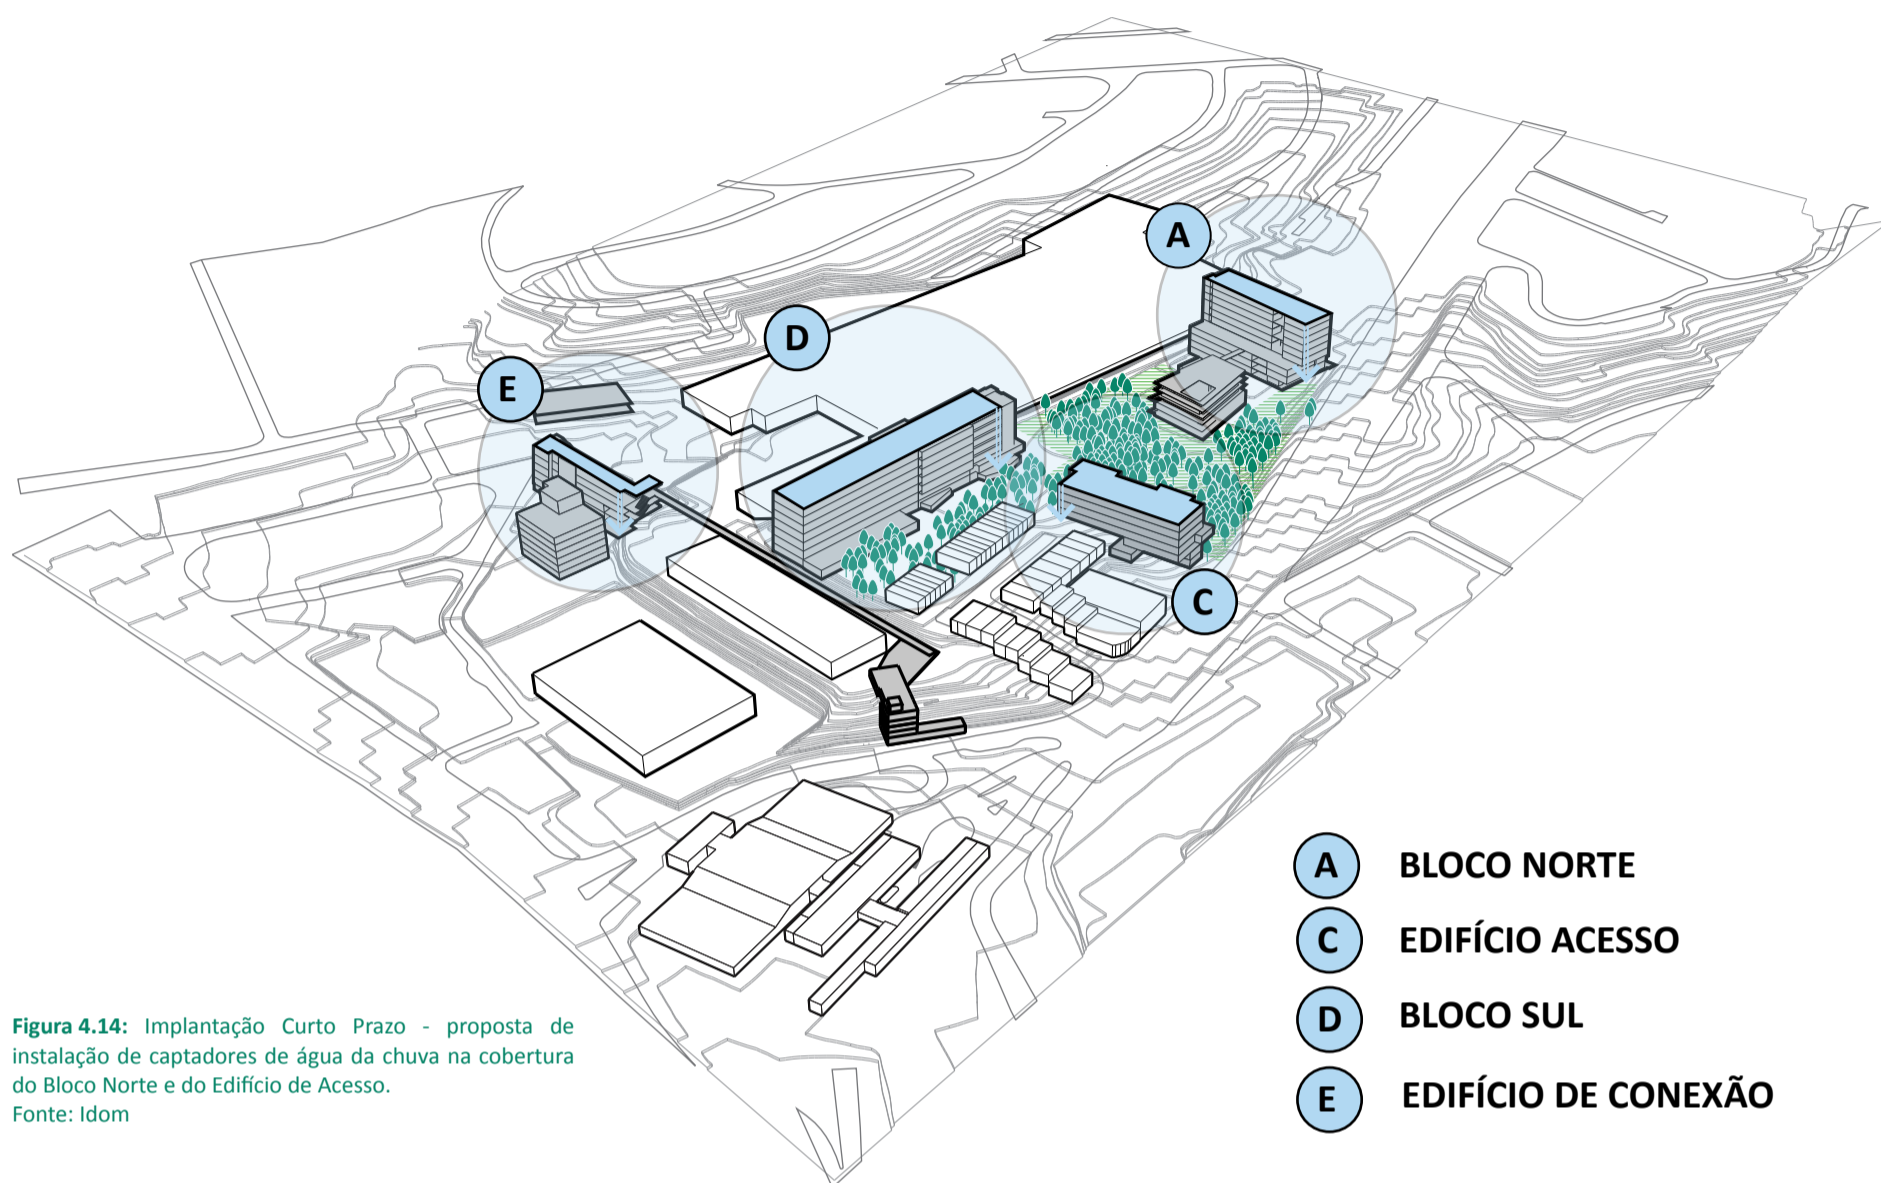 A
D
E
C
A BLOCO NORTE
C EDIFÍCIO ACESSO
D BLOCO SUL
E EDIFÍCIO DE CONEXÃO
Figura 4.14: Implantação Curto Prazo - proposta de
instalação de captadores de água da chuva na cobertura
do Bloco Norte e do Edifício de Acesso.
Fonte: Idom